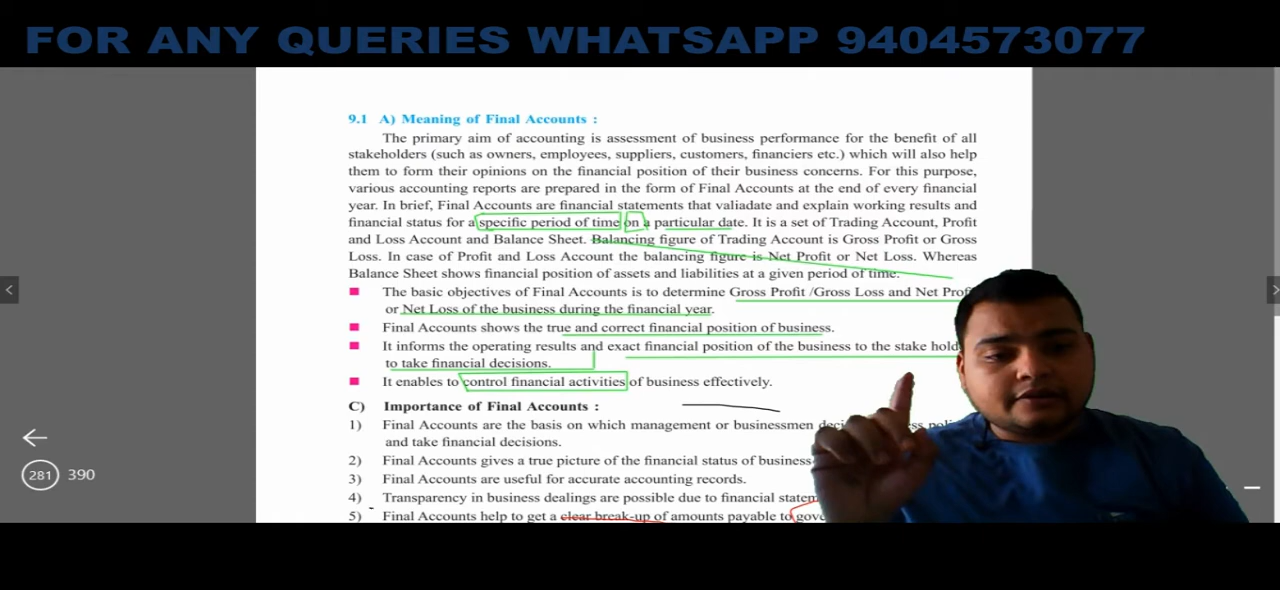 FOR ANY QUERIES WHATSAPP 9404573077
9.1 A) Meaning of Final Accounts :
The primary aim of accounting is assessment of business performance for the benefit of all
stakeholders (such as owners, employees, suppliers, customers, financiers etc.) which will also help
them to form their opinions on the financial position of their business concerns. For this purpose,
various accounting reports are prepared in the form of Final Accounts at the end of every financial
year. In brief, Final Accounts are financial statements that valiadate and explain working results and
financial status for a specific period of time on a particular date. It is a set of Trading Account, Profit
and Loss Account and Balance Sheet. Balancing figure of Trading Account is Gross Profit or Gross
Loss. In case of Profit and Loss Account the balancing figure is Net Profit or Net Loss. Whereas
Balance Sheet shows financial position of assets and liabilities at a given period of time.
The basic objectives of Final Accounts is to determine Gross Profit /Gross Loss and Net
or Net Loss of the business during the financial year.
Final Accounts shows the true and correct financial position of business.
It informs the operating results and exact financial position of the business to the stake
to take financial decisions.
It enables to control financial activities of business effectively.
C) Importance of Final Accounts :
1) Final Accounts are the basis on which management or businessmen
and take financial decisions.
2) Final Accounts gives a true picture of the financial status of business
3) Final Accounts are useful for accurate accounting records.
4) Transparency in business dealings are possible due to financial
5) Final Accounts help to get a clear break-up of amounts payable to
281 390